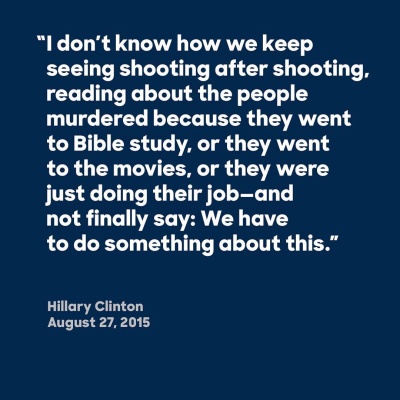 “I don’t know how we keep
seeing shooting after shooting,
reading about the people
murdered because they went
to Bible study, or they went
to the movies, or they were
just doing their job—and
not finally say: We have
to do something about this.”
Hillary Clinton
August 27, 2015